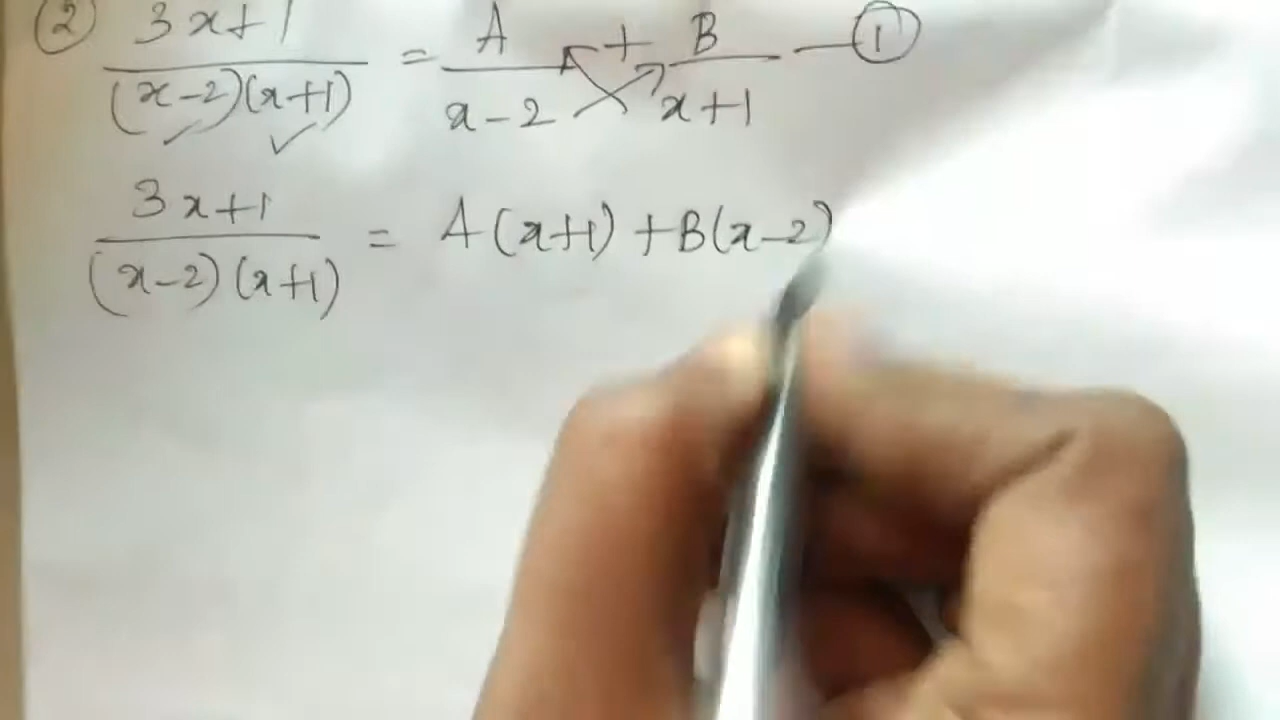 ② 3x+1 / (x-2)(x+1) = A / x-2 + B / x+1 — ①
3x+1 / (x-2)(x+1) = A(x+1)+B(x-2)